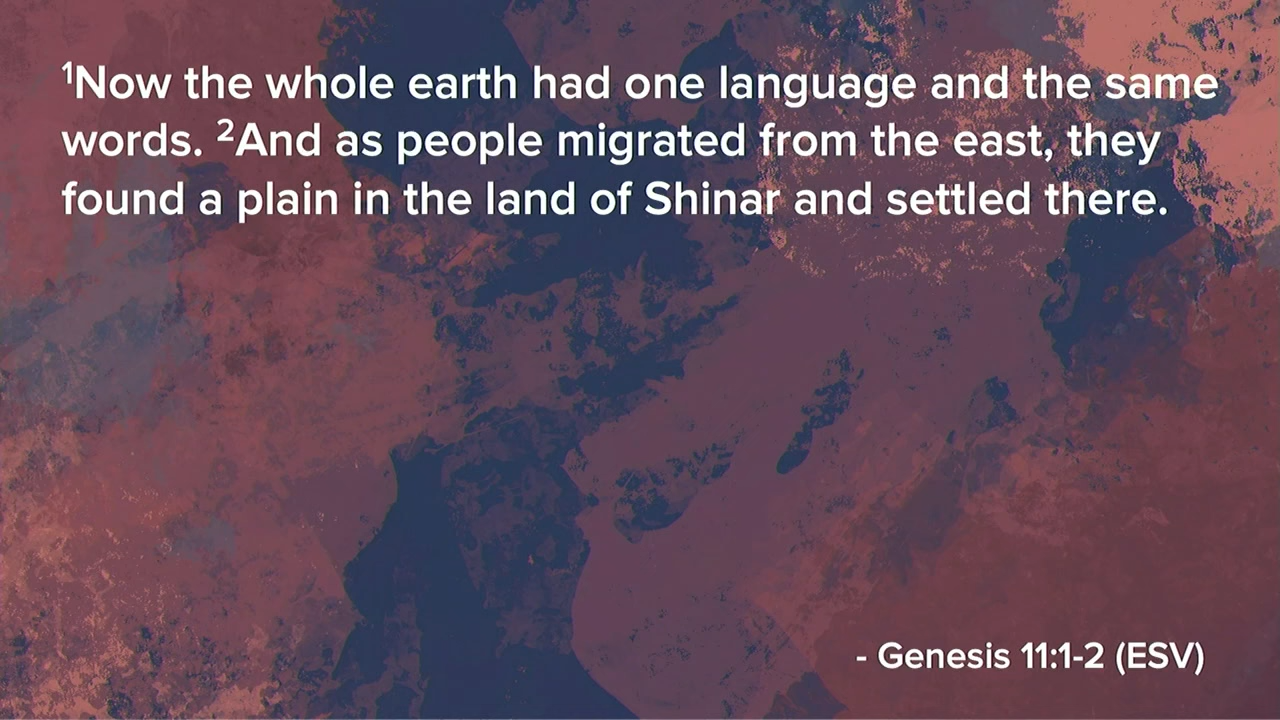 ¹Now the whole earth had one language and the same
words. ²And as people migrated from the east, they
found a plain in the land of Shinar and settled there.
- Genesis 11:1-2 (ESV)